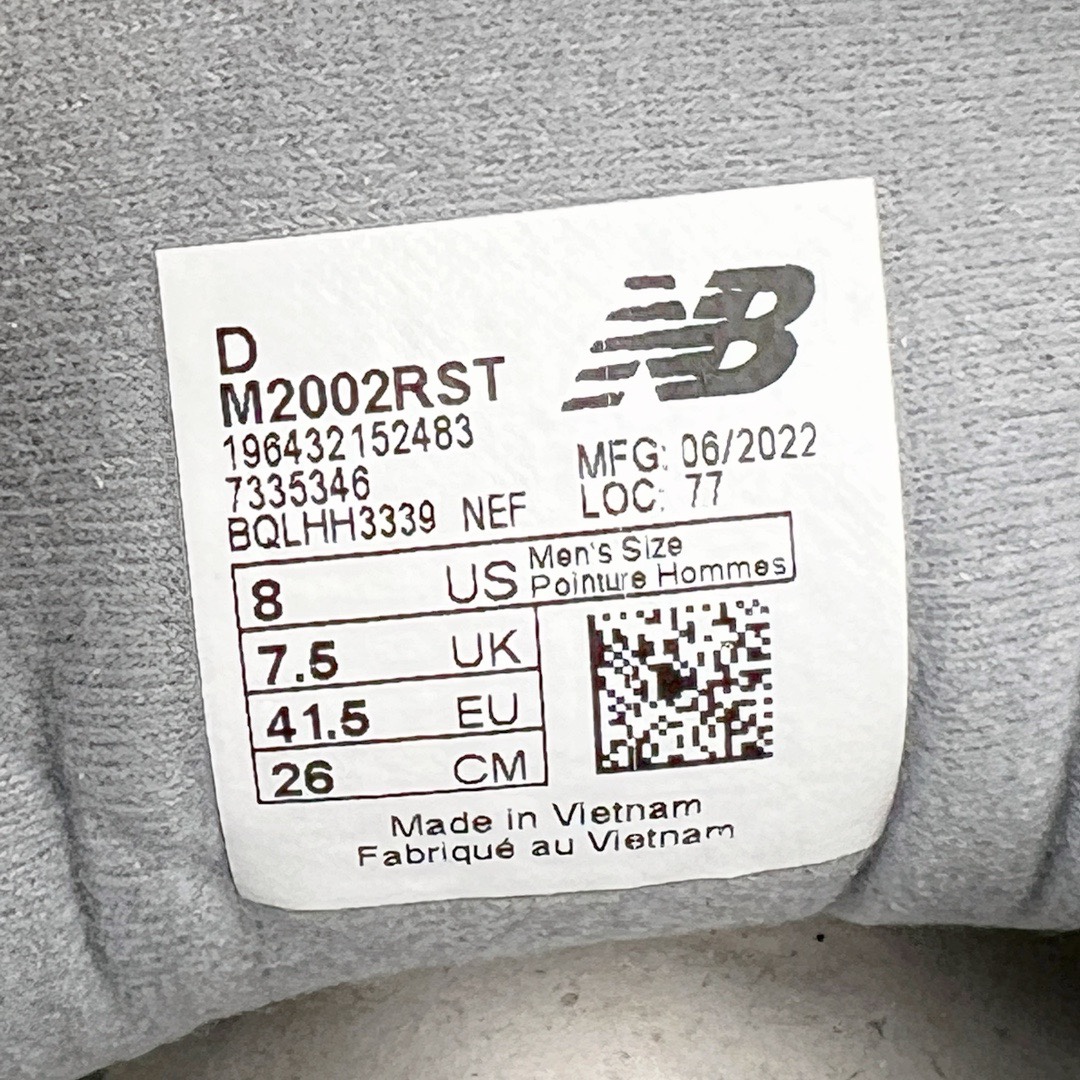 D
NB
M2002RST
196432152483
MFG: 06/2022
7335346
LOC: 77
BQLHH3339 NEF
8 US Men's Size
Pointure Hommes
7.5 UK
41.5 EU
26 CM
Made in Vietnam
Fabriqué au Vietnam